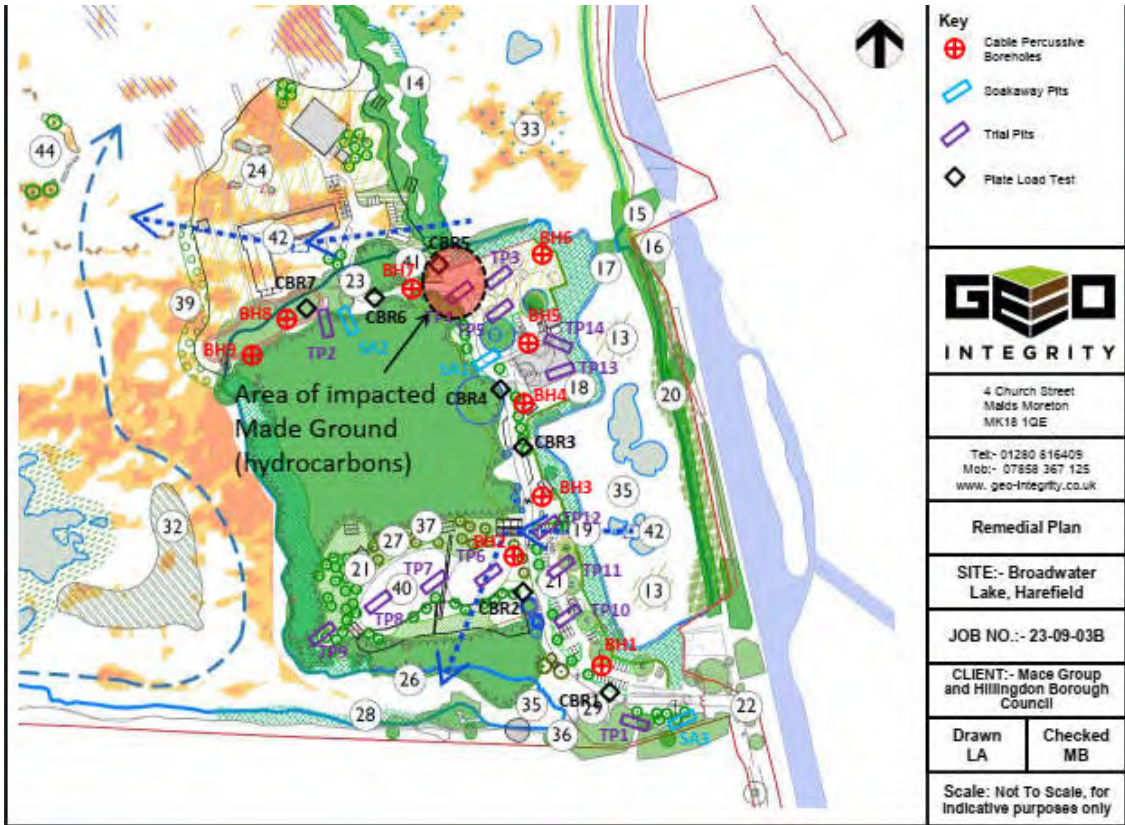 Key
Cable Percussive
Boreholes
Soakaway Pits
Trial Pits
Plate Load Test
GEO
INTEGRITY
4 Church Street
Malds Moreton
MK18 1QE
Tel:- 01280 816409
Mob:- 07858 367 125
www. geo-integrity.co.uk
Remedial Plan
SITE:- Broadwater
Lake, Harefield
JOB NO.:- 23-09-03B
CLIENT:- Mace Group
and Hillingdon Borough
Council
Drawn
LA
Checked
MB
Scale: Not To Scale, for
indicative purposes only
14
33
44
24
15
16
42
CBR5
BH6
17
41
TP3
BH7
23
CBR7
39
CBR6
BH8
TP5
BH5
TP14
13
TP2
SA2
BH9
TP13
18
20
Area of impacted
Made Ground
(hydrocarbons)
CBR4
BH4
CBR3
BH3
35
32
37
27
TP12
19
42
BH2
TP6
21
TP7
40
21
TP11
13
CBR2
TP8
TP10
TP9
BH1
26
CBR1
35
29
28
36
TP1
SA3
22